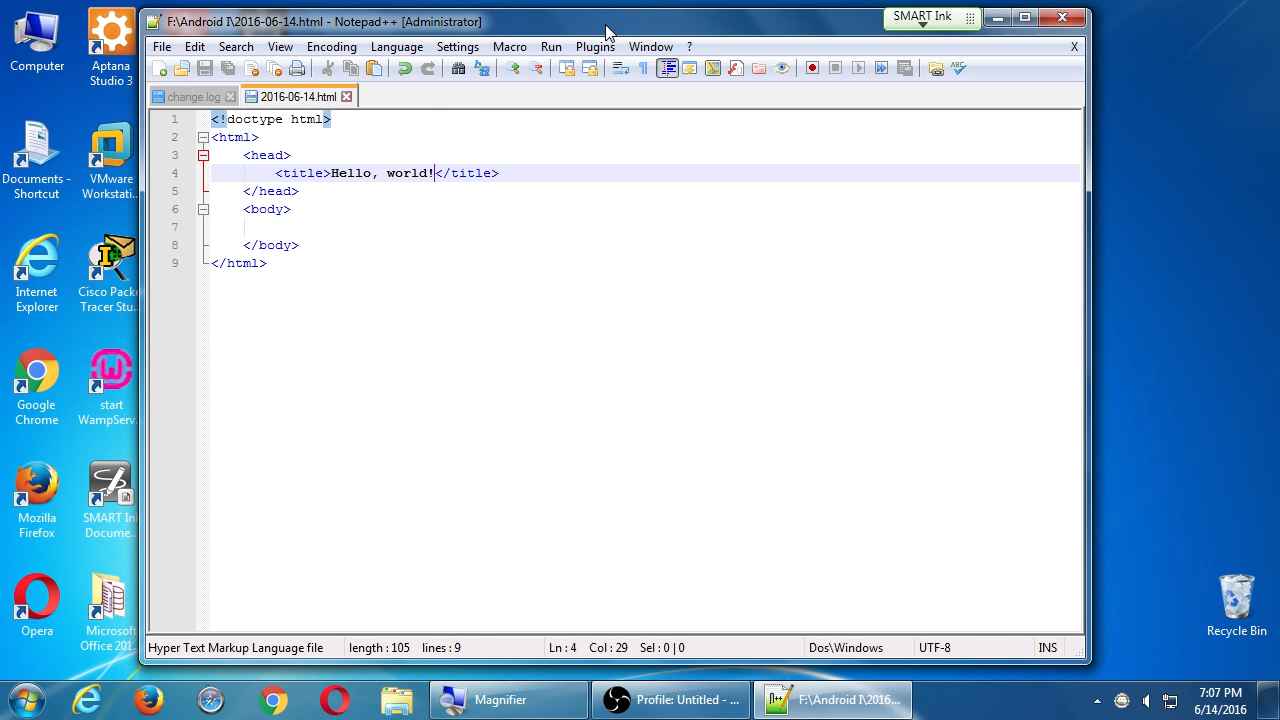 F:\Android I\2016-06-14.html - Notepad++ [Administrator]
SMART Ink
File Edit Search View Encoding Language Settings Macro Run Plugins Window ? X
change.log 2016-06-14.html
1 <!doctype html>
2 <html>
3 <head>
4 <title>Hello, world!</title>
5 </head>
6 <body>
7
8 </body>
9 </html>
Hyper Text Markup Language file length : 105 lines : 9 Ln : 4 Col : 29 Sel : 0 | 0 Dos\Windows UTF-8 INS
Computer
Aptana
Studio 3
Documents -
Shortcut
VMware
Workstati...
Internet
Explorer
Cisco Packe
Tracer Stu...
Google
Chrome
start
WampServ...
Mozilla
Firefox
SMART Ink
Docume...
Opera
Microsoft
Office 201...
Recycle Bin
Magnifier
Profile: Untitled - ...
F:\Android I\2016...
7:07 PM
6/14/2016